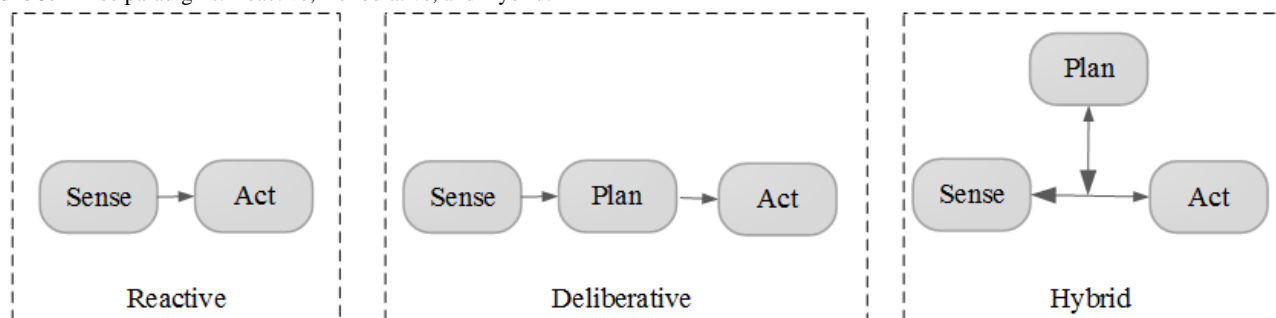 Plan
Sense Act Sense Plan Act Sense Act
Reactive Deliberative Hybrid